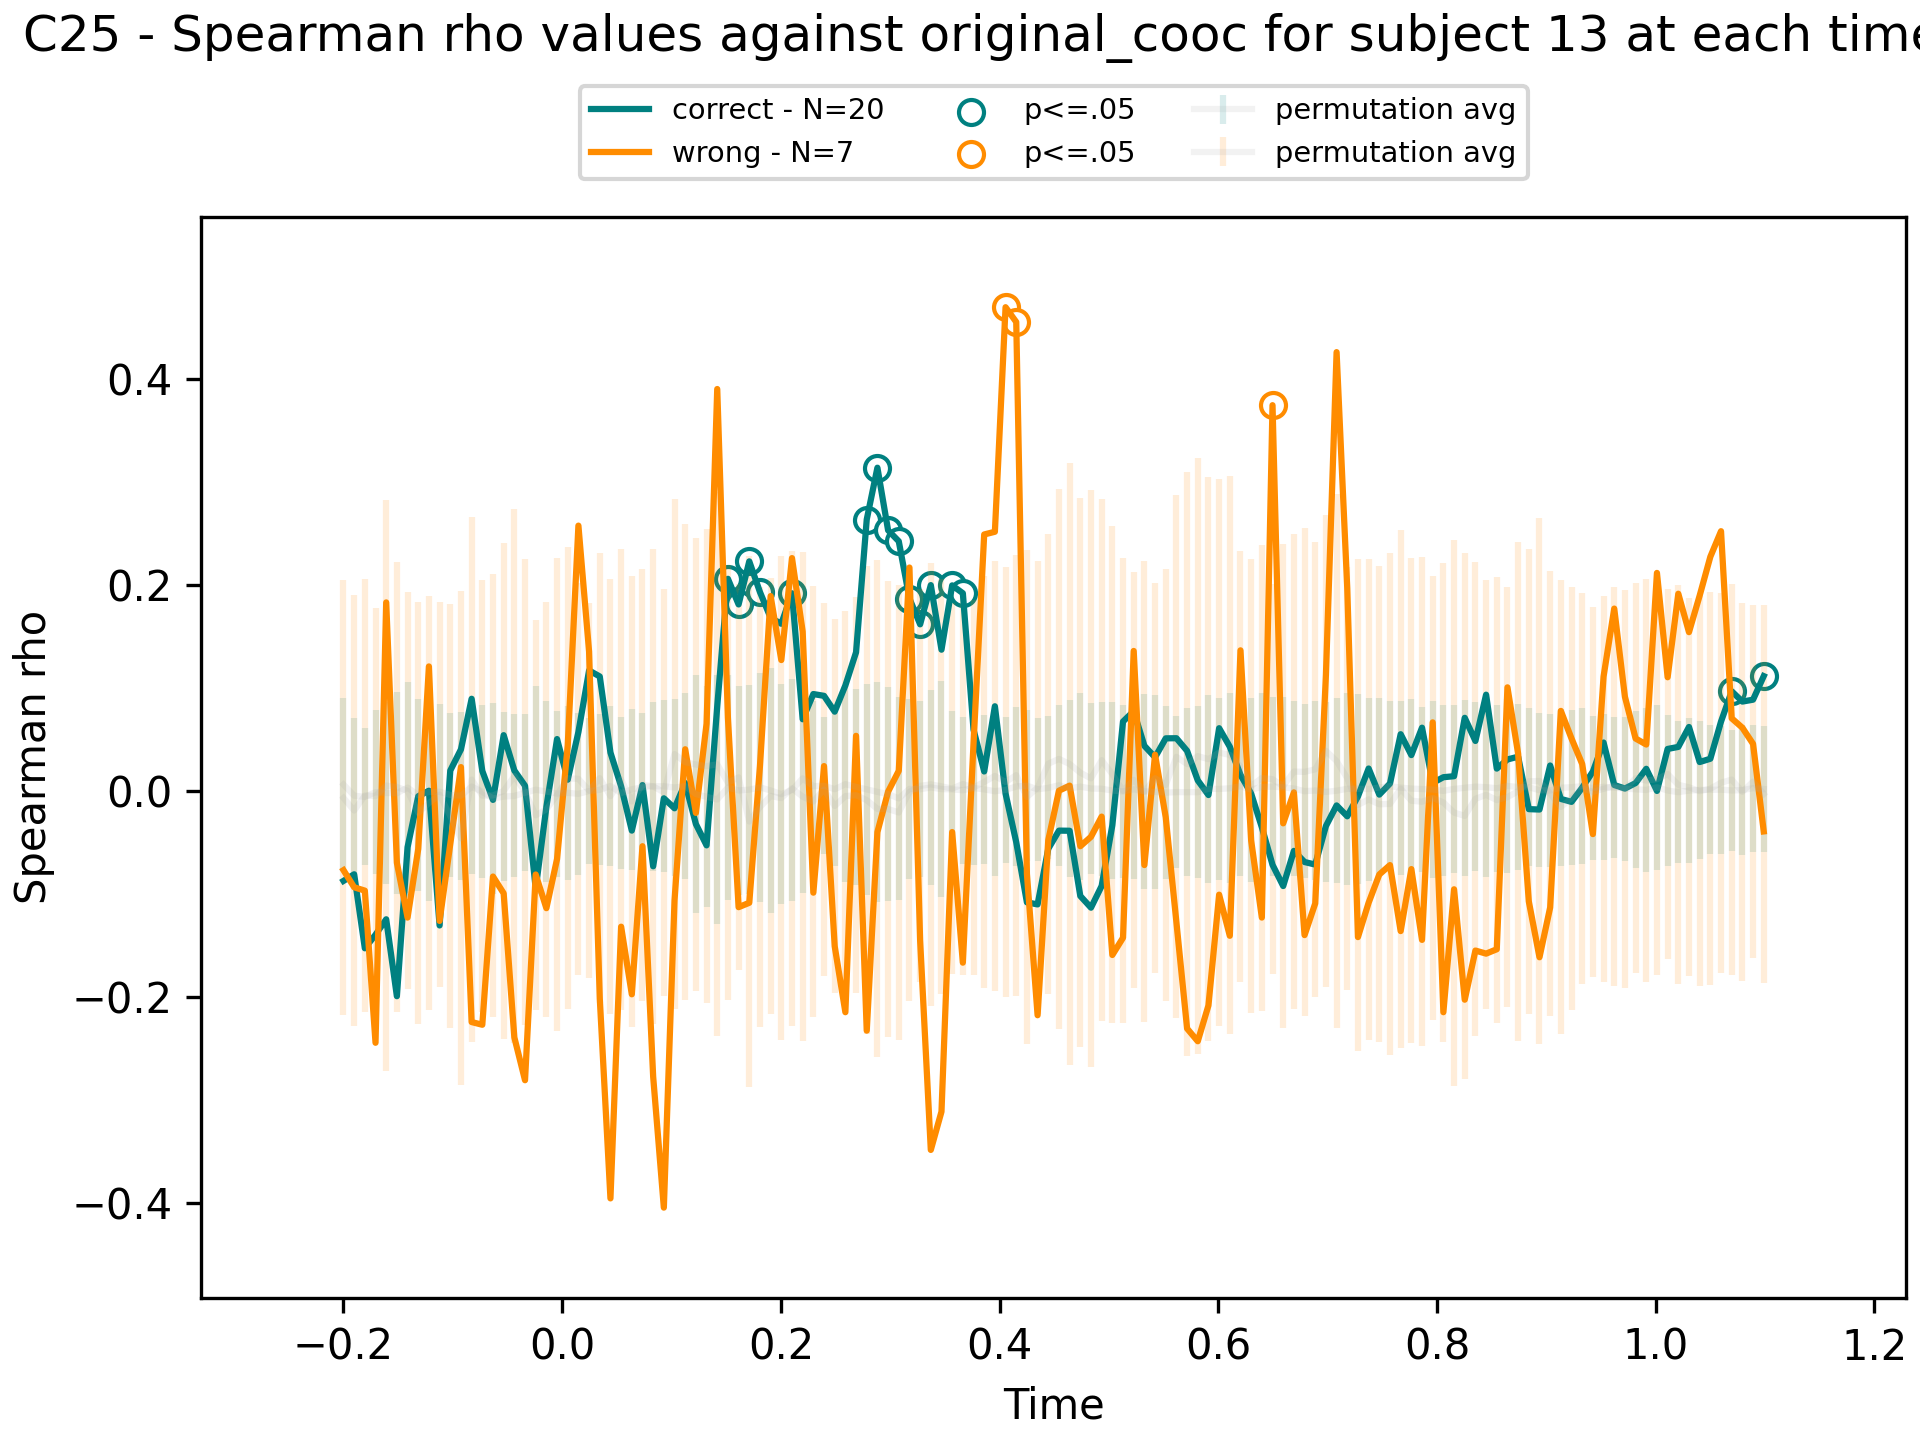 C25 - Spearman rho values against original_cooc for subject 13 at each time
correct - N=20
wrong - N=7
p<=.05
p<=.05
permutation avg
permutation avg
Spearman rho
0.4
0.2
0.0
−0.2
−0.4
−0.2 0.0 0.2 0.4 0.6 0.8 1.0 1.2
Time